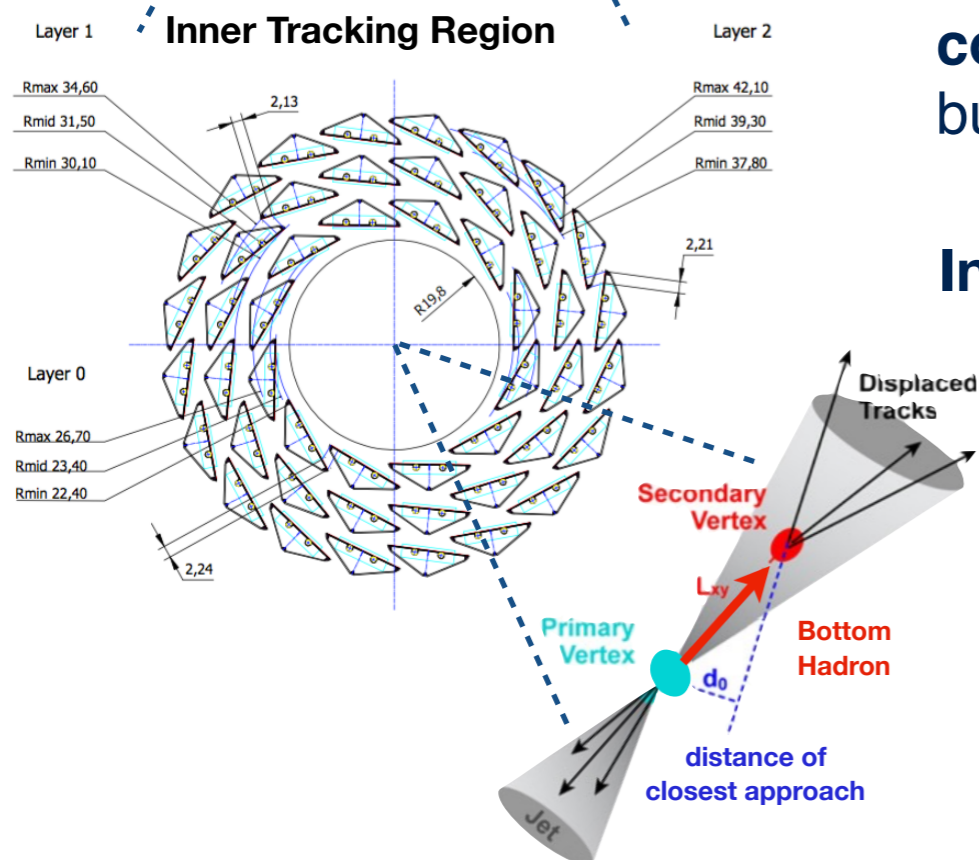 Layer 1
Inner Tracking Region
Layer 2
Rmax 34,60
Rmid 31,50
Rmin 30,10
2,13
Rmax 42,10
Rmid 39,30
Rmin 37,80
2,21
R19,8
Layer 0
Rmax 26,70
Rmid 23,40
Rmin 22,40
2,24
co
bu
In
Displaced
Tracks
Secondary
Vertex
Lxy
Primary
Vertex
Bottom
Hadron
d0
distance of
closest approach
Jet